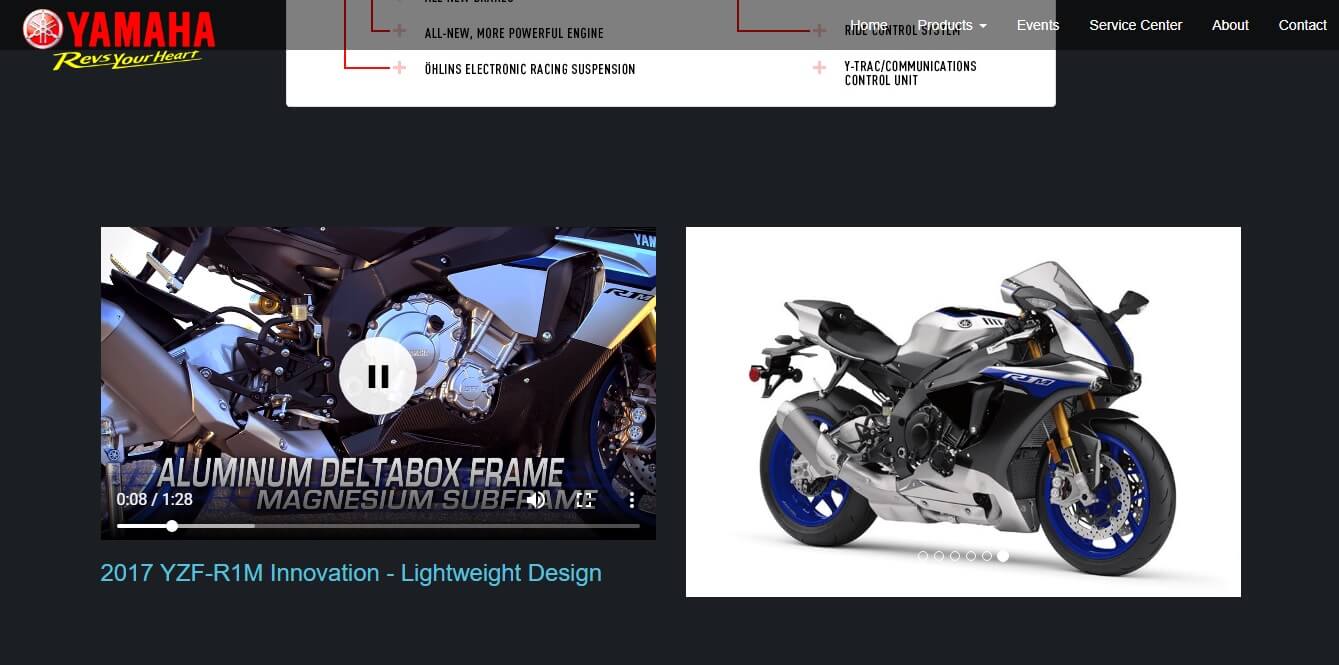 YAMAHA
Revs Your Heart
Home
Products
Events
Service Center
About
Contact
ALL-NEW, MORE POWERFUL ENGINE
RIDE CONTROL SYSTEM
ÖHLINS ELECTRONIC RACING SUSPENSION
Y-TRAC/COMMUNICATIONS
CONTROL UNIT
YAM
R1M
YAMAHA
ALUMINUM DELTABOX FRAME
MAGNESIUM SUBFRAME
0:08 / 1:28
R1M
2017 YZF-R1M Innovation - Lightweight Design